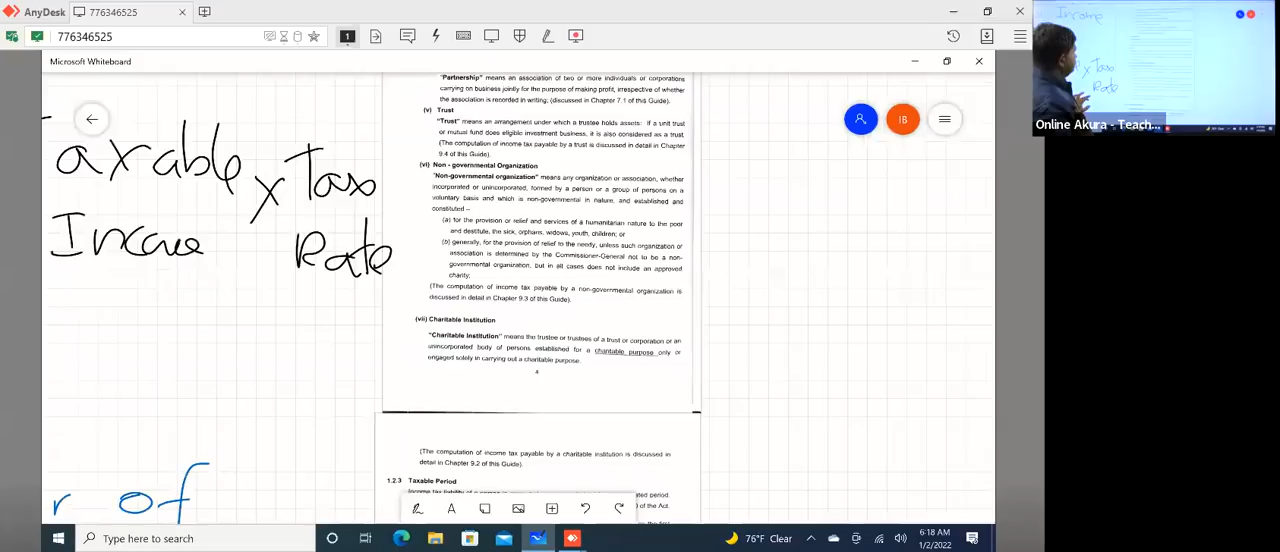 AnyDesk
776346525
776346525
1
Microsoft Whiteboard
"Partnership" means an association of two or more individuals or corporations
carrying on business jointly for the purpose of making profit, irrespective of whether
the association is recorded in writing; (discussed in Chapter 7.1 of this Guide).
(v) Trust
"Trust" means an arrangement under which a trustee holds assets: If a unit trust
or mutual fund does eligible investment business, it is also considered as a trust.
(The computation of income tax payable by a trust is discussed in detail in Chapter
9.4 of this Guide).
(vi) Non - governmental Organization
"Non-governmental organization" means any organization or association, whether
incorporated or unincorporated, formed by a person or a group of persons on a
voluntary basis and which is non-governmental in nature, and established and
constituted –
(a) for the provision or relief and services of a humanitarian nature to the poor
and destitute, the sick, orphans, widows, youth, children; or
(b) generally, for the provision of relief to the needy, unless such organization or
association is determined by the Commissioner-General not to be a non-
governmental organization, but in all cases does not include an approved
charity;
(The computation of income tax payable by a non-governmental organization is
discussed in detail in Chapter 9.3 of this Guide).
(vii) Charitable Institution
"Charitable Institution" means the trustee or trustees of a trust or corporation or an
unincorporated body of persons established for a charitable purpose only or
engaged solely in carrying out a charitable purpose.
4
(The computation of income tax payable by a charitable institution is discussed in
detail in Chapter 9.2 of this Guide).
1.2.3 Taxable Period
of the Act.
axable x Tax
Income Rate
r of
IB
Income
x Tax
Rate
Online Akura - Teach...
Type here to search
76°F Clear
6:18 AM
1/2/2022